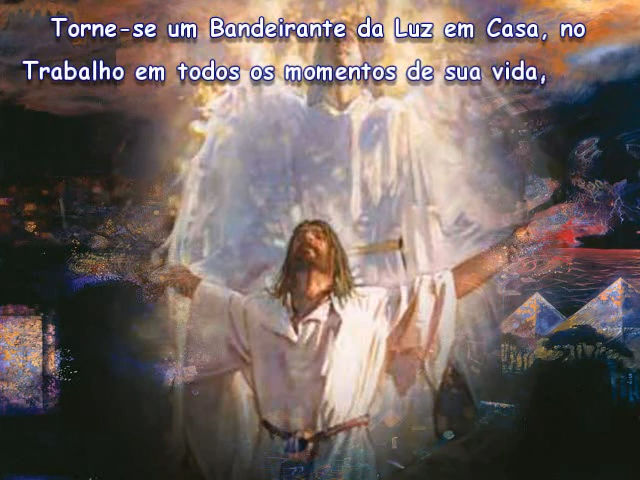 Torne-se um Bandeirante da Luz em Casa, no
Trabalho em todos os momentos de sua vida,